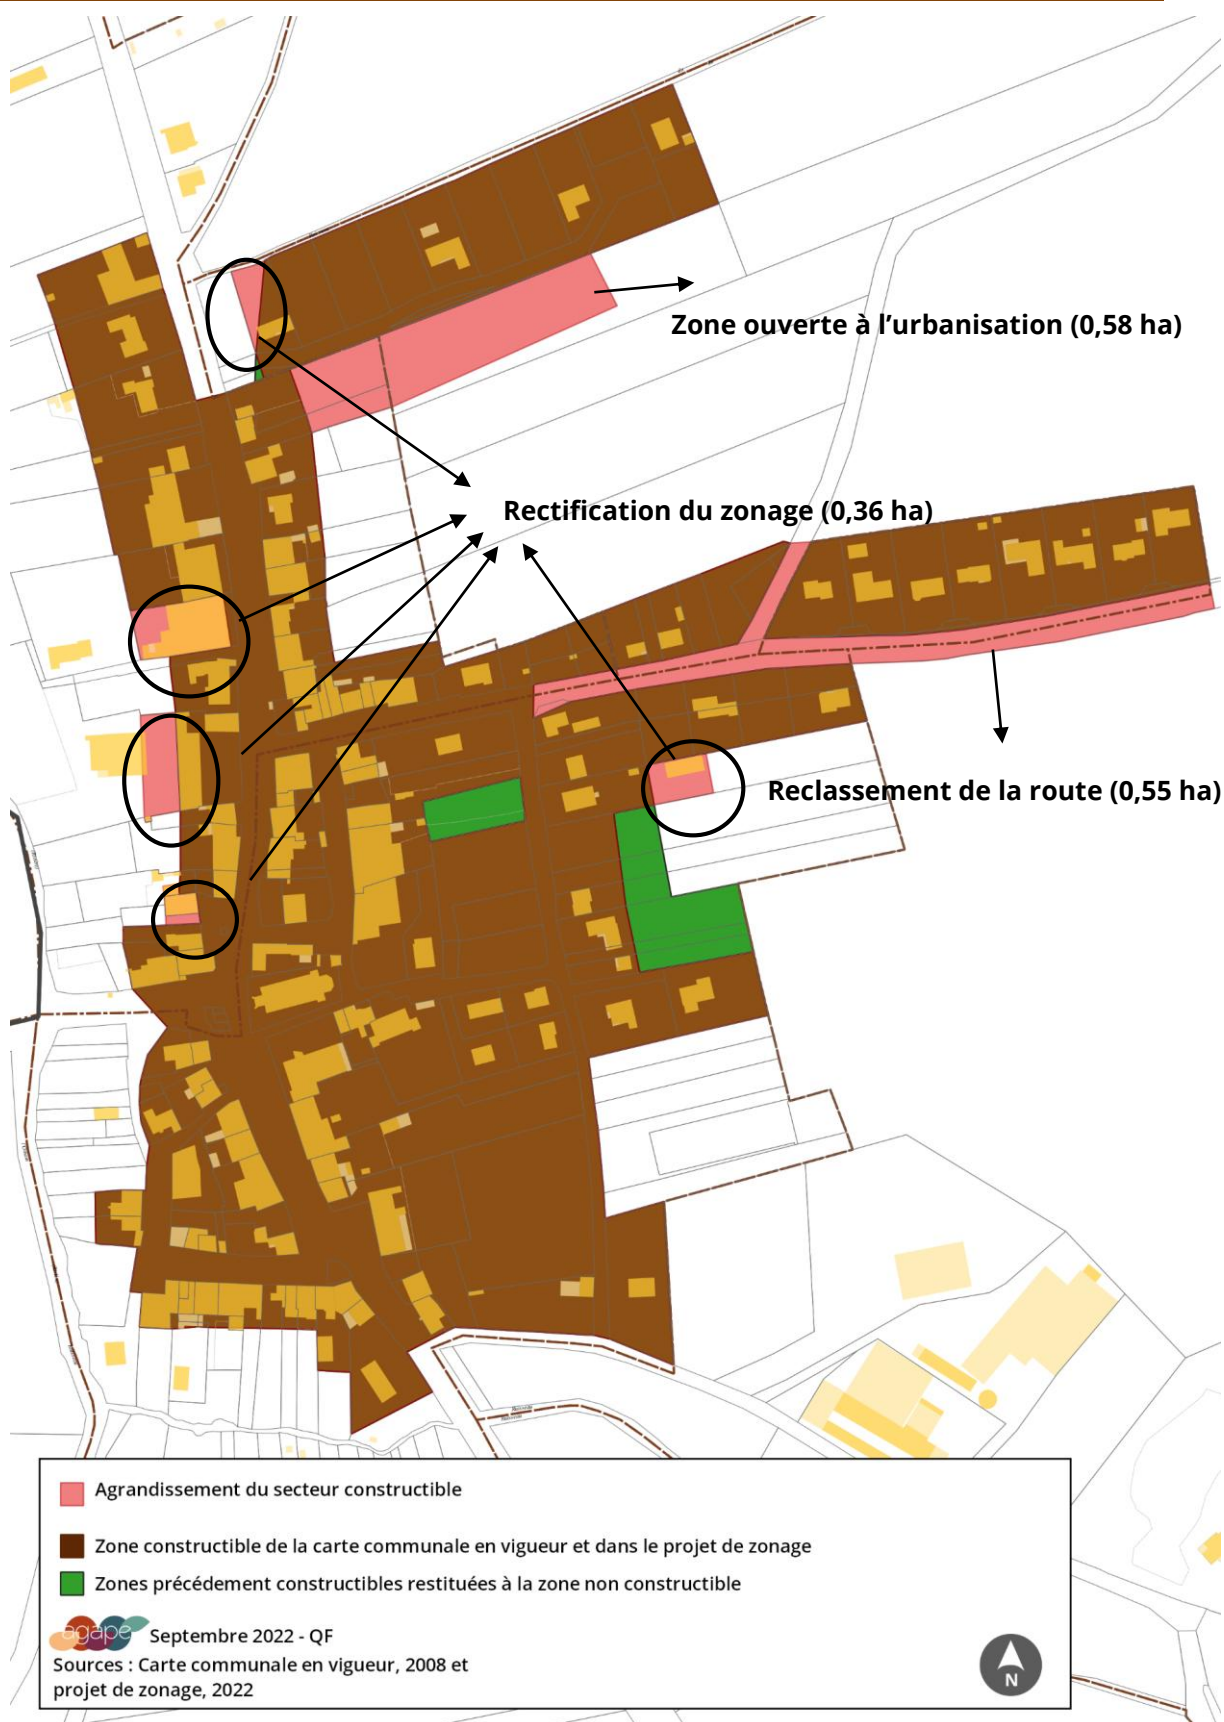 Zone ouverte à l'urbanisation (0,58 ha)
Rectification du zonage (0,36 ha)
Reclassement de la route (0,55 ha)
Agrandissement du secteur constructible
Zone constructible de la carte communale en vigueur et dans le projet de zonage
Zones précédement constructibles restituées à la zone non constructible
agape
Septembre 2022 - QF
Sources : Carte communale en vigueur, 2008 et
projet de zonage, 2022
N